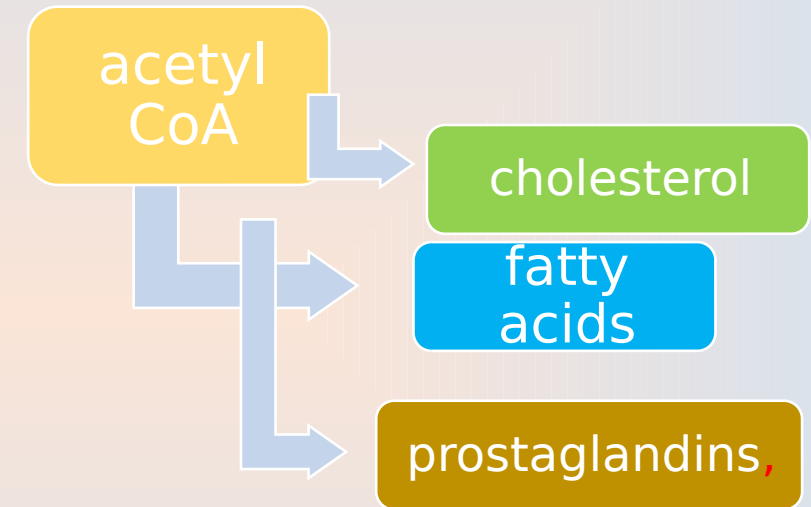 acetyl
CoA
cholesterol
fatty
acids
prostaglandins,